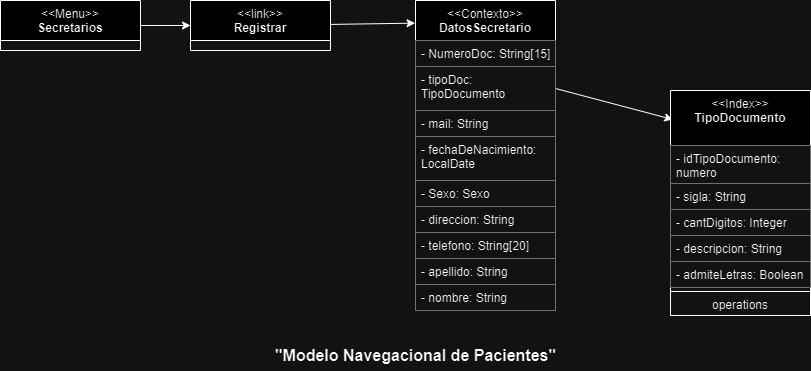 <<Menu>>
Secretarios
<<link>>
Registrar
<<Contexto>>
DatosSecretario
- NumeroDoc: String[15]
- tipoDoc:
TipoDocumento
- mail: String
- fechaDeNacimiento:
LocalDate
- Sexo: Sexo
- direccion: String
- telefono: String[20]
- apellido: String
- nombre: String
<<Index>>
TipoDocumento
- idTipoDocumento:
numero
- sigla: String
- cantDigitos: Integer
- descripcion: String
- admiteLetras: Boolean
operations
"Modelo Navegacional de Pacientes"